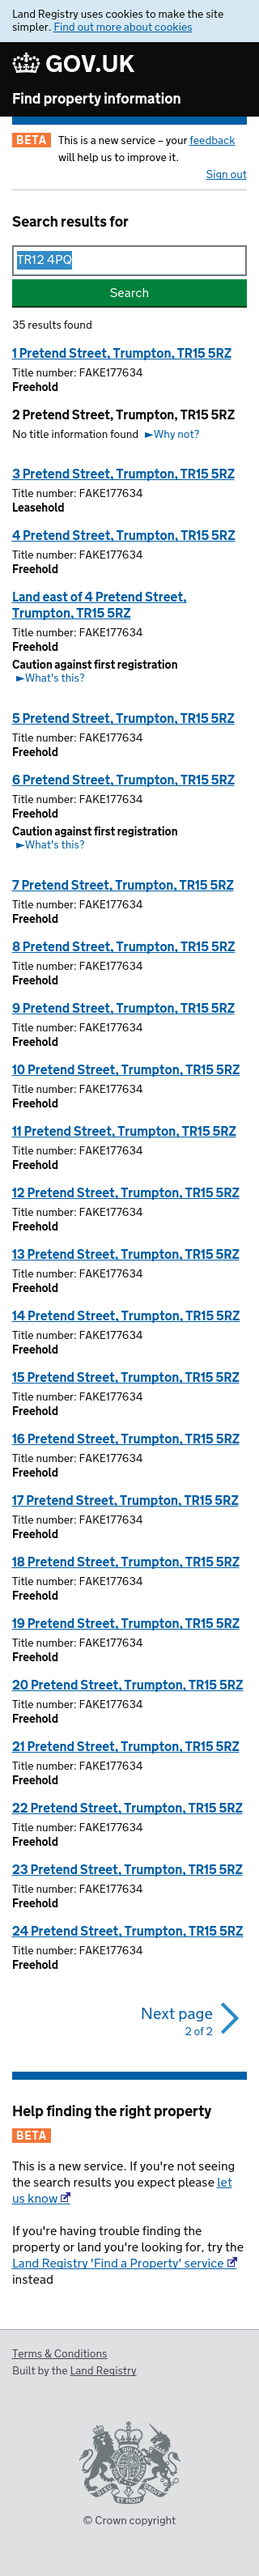 Land Registry uses cookies to make the site
simpler. Find out more about cookies
GOV.UK
Find property information
BETA This is a new service – your feedback
will help us to improve it.
Sign out
Search results for
TR12 4PQ
Search
35 results found
1 Pretend Street, Trumpton, TR15 5RZ
Title number: FAKE177634
Freehold
2 Pretend Street, Trumpton, TR15 5RZ
No title information found ►Why not?
3 Pretend Street, Trumpton, TR15 5RZ
Title number: FAKE177634
Leasehold
4 Pretend Street, Trumpton, TR15 5RZ
Title number: FAKE177634
Freehold
Land east of 4 Pretend Street,
Trumpton, TR15 5RZ
Title number: FAKE177634
Freehold
Caution against first registration
►What's this?
5 Pretend Street, Trumpton, TR15 5RZ
Title number: FAKE177634
Freehold
6 Pretend Street, Trumpton, TR15 5RZ
Title number: FAKE177634
Freehold
Caution against first registration
►What's this?
7 Pretend Street, Trumpton, TR15 5RZ
Title number: FAKE177634
Freehold
8 Pretend Street, Trumpton, TR15 5RZ
Title number: FAKE177634
Freehold
9 Pretend Street, Trumpton, TR15 5RZ
Title number: FAKE177634
Freehold
10 Pretend Street, Trumpton, TR15 5RZ
Title number: FAKE177634
Freehold
11 Pretend Street, Trumpton, TR15 5RZ
Title number: FAKE177634
Freehold
12 Pretend Street, Trumpton, TR15 5RZ
Title number: FAKE177634
Freehold
13 Pretend Street, Trumpton, TR15 5RZ
Title number: FAKE177634
Freehold
14 Pretend Street, Trumpton, TR15 5RZ
Title number: FAKE177634
Freehold
15 Pretend Street, Trumpton, TR15 5RZ
Title number: FAKE177634
Freehold
16 Pretend Street, Trumpton, TR15 5RZ
Title number: FAKE177634
Freehold
17 Pretend Street, Trumpton, TR15 5RZ
Title number: FAKE177634
Freehold
18 Pretend Street, Trumpton, TR15 5RZ
Title number: FAKE177634
Freehold
19 Pretend Street, Trumpton, TR15 5RZ
Title number: FAKE177634
Freehold
20 Pretend Street, Trumpton, TR15 5RZ
Title number: FAKE177634
Freehold
21 Pretend Street, Trumpton, TR15 5RZ
Title number: FAKE177634
Freehold
22 Pretend Street, Trumpton, TR15 5RZ
Title number: FAKE177634
Freehold
23 Pretend Street, Trumpton, TR15 5RZ
Title number: FAKE177634
Freehold
24 Pretend Street, Trumpton, TR15 5RZ
Title number: FAKE177634
Freehold
Next page
2 of 2
Help finding the right property
BETA
This is a new service. If you're not seeing
the search results you expect please let
us know
If you're having trouble finding the
property or land you're looking for, try the
Land Registry 'Find a Property' service
instead
Terms & Conditions
Built by the Land Registry
© Crown copyright